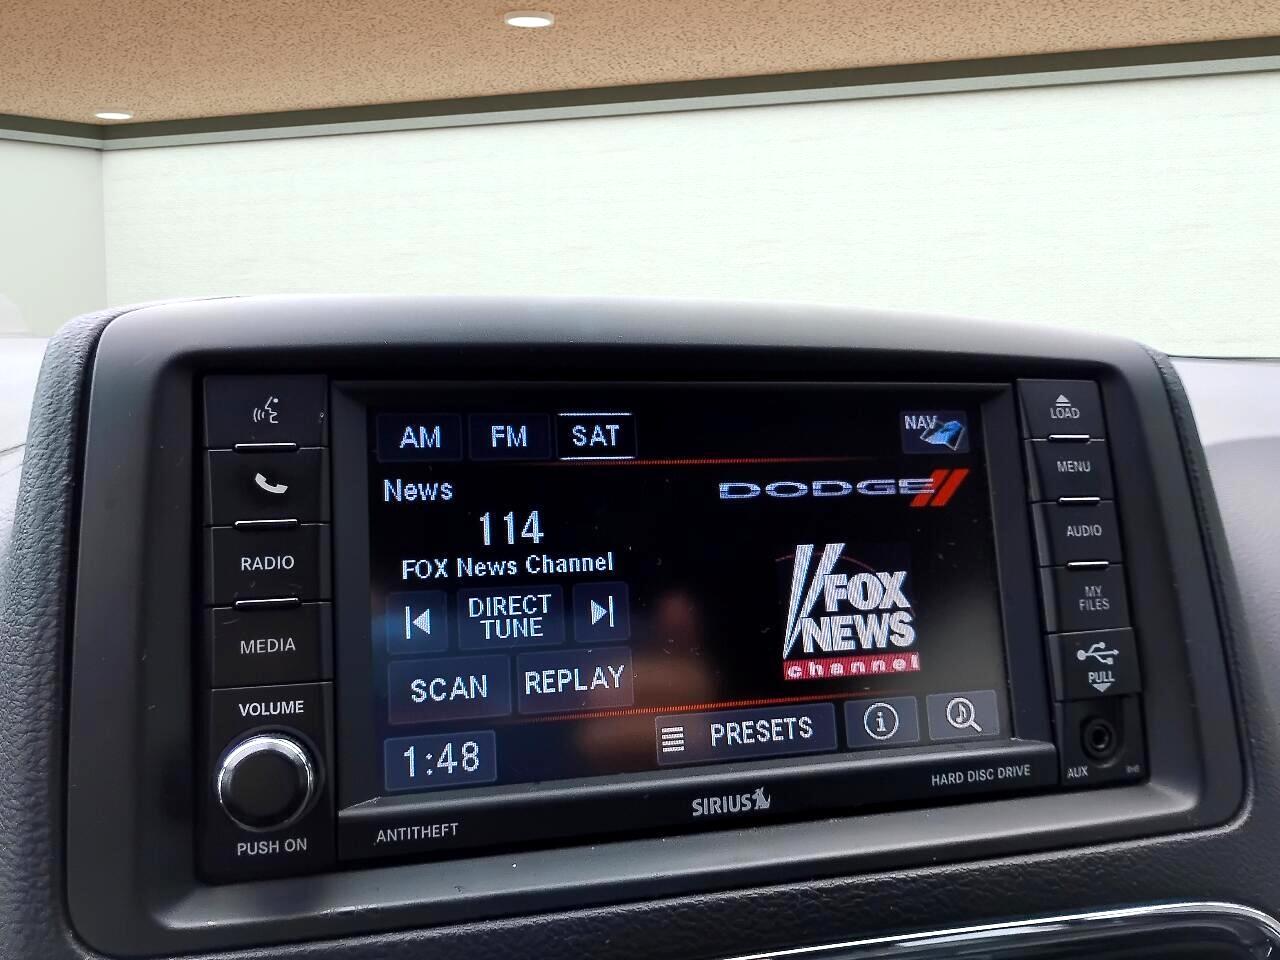 AM
FM
SAT
NAV
News
DODGE
114
FOX News Channel
DIRECT
TUNE
SCAN
REPLAY
FOX
NEWS
channel
1:48
PRESETS
RADIO
MEDIA
VOLUME
PUSH ON
LOAD
MENU
AUDIO
MY
FILES
PULL
AUX
ANTITHEFT
SIRIUS
HARD DISC DRIVE